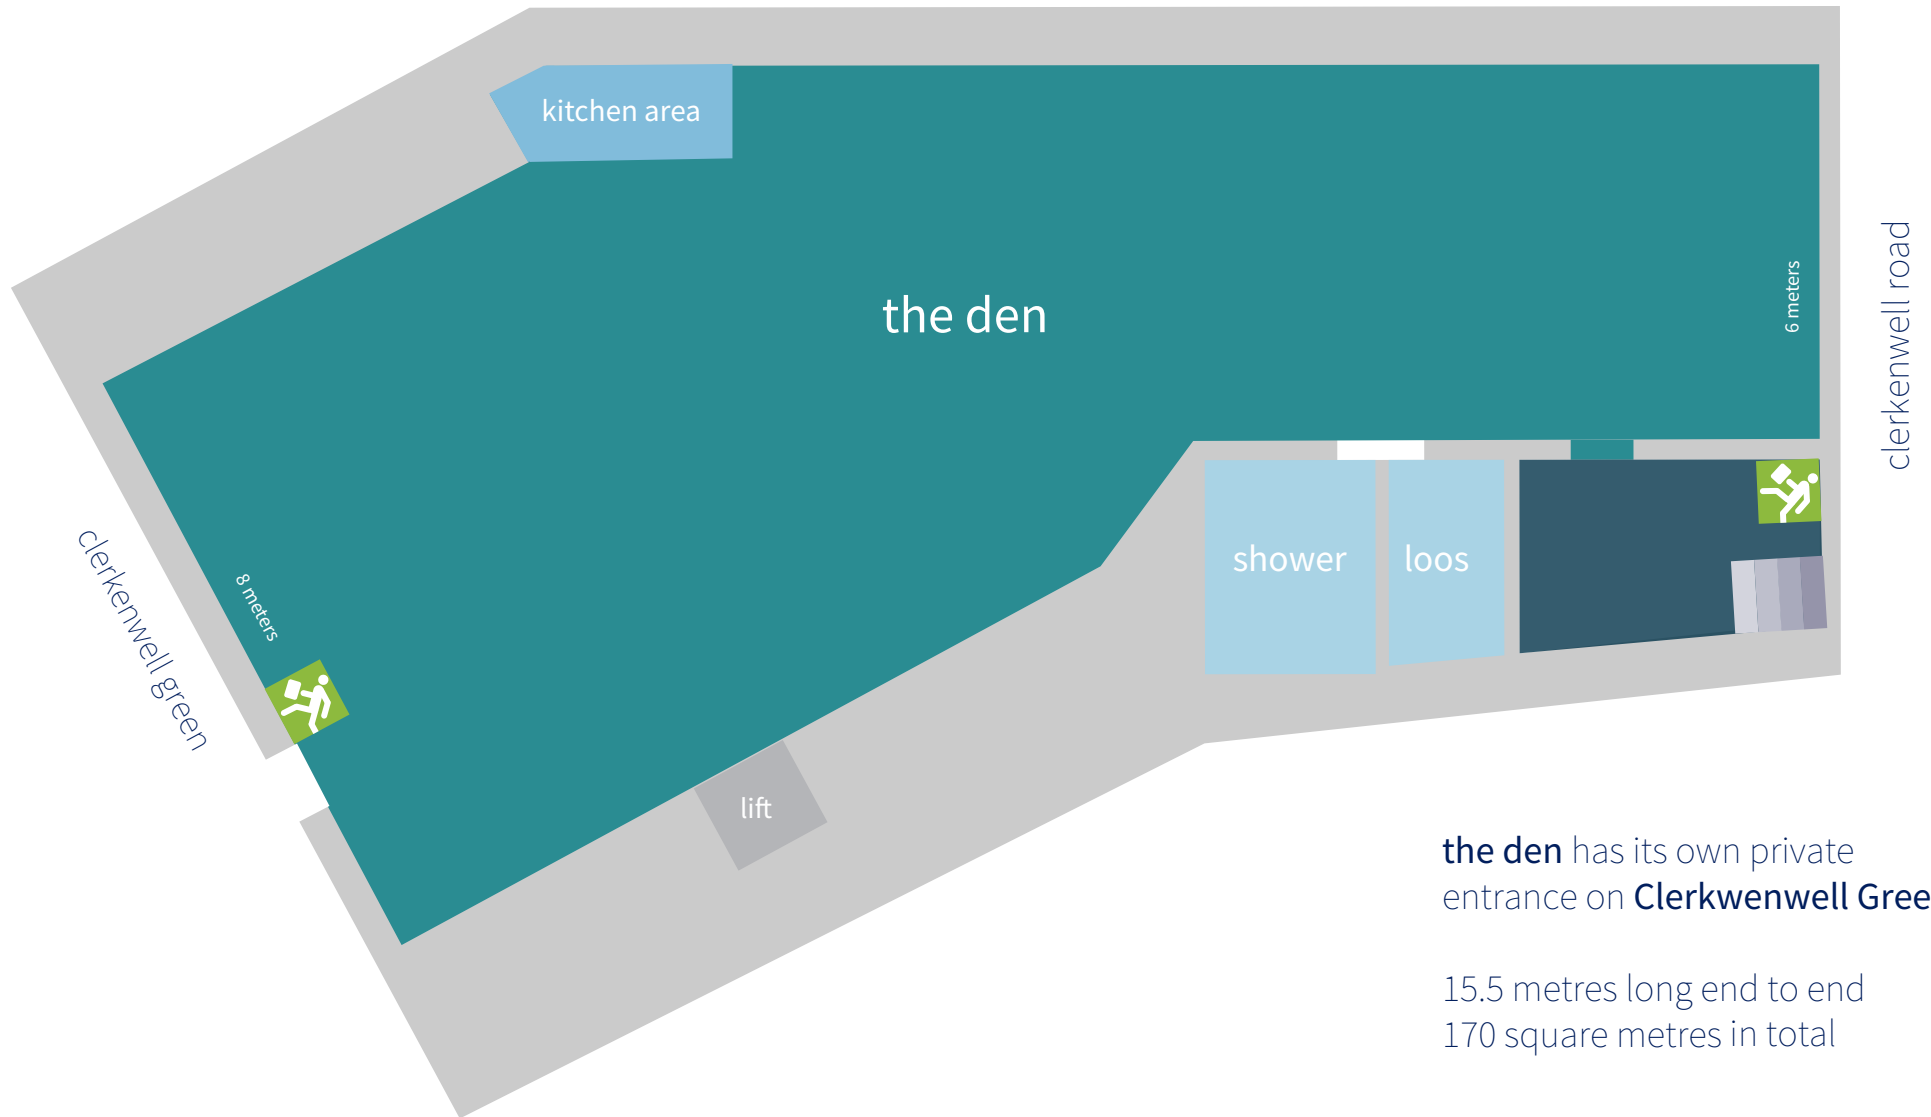 kitchen area
the den
6 meters
clerkenwell road
clerkenwell green
8 meters
shower
loos
lift
the den has its own private
entrance on Clerkwenwell Gree
15.5 metres long end to end
170 square metres in total